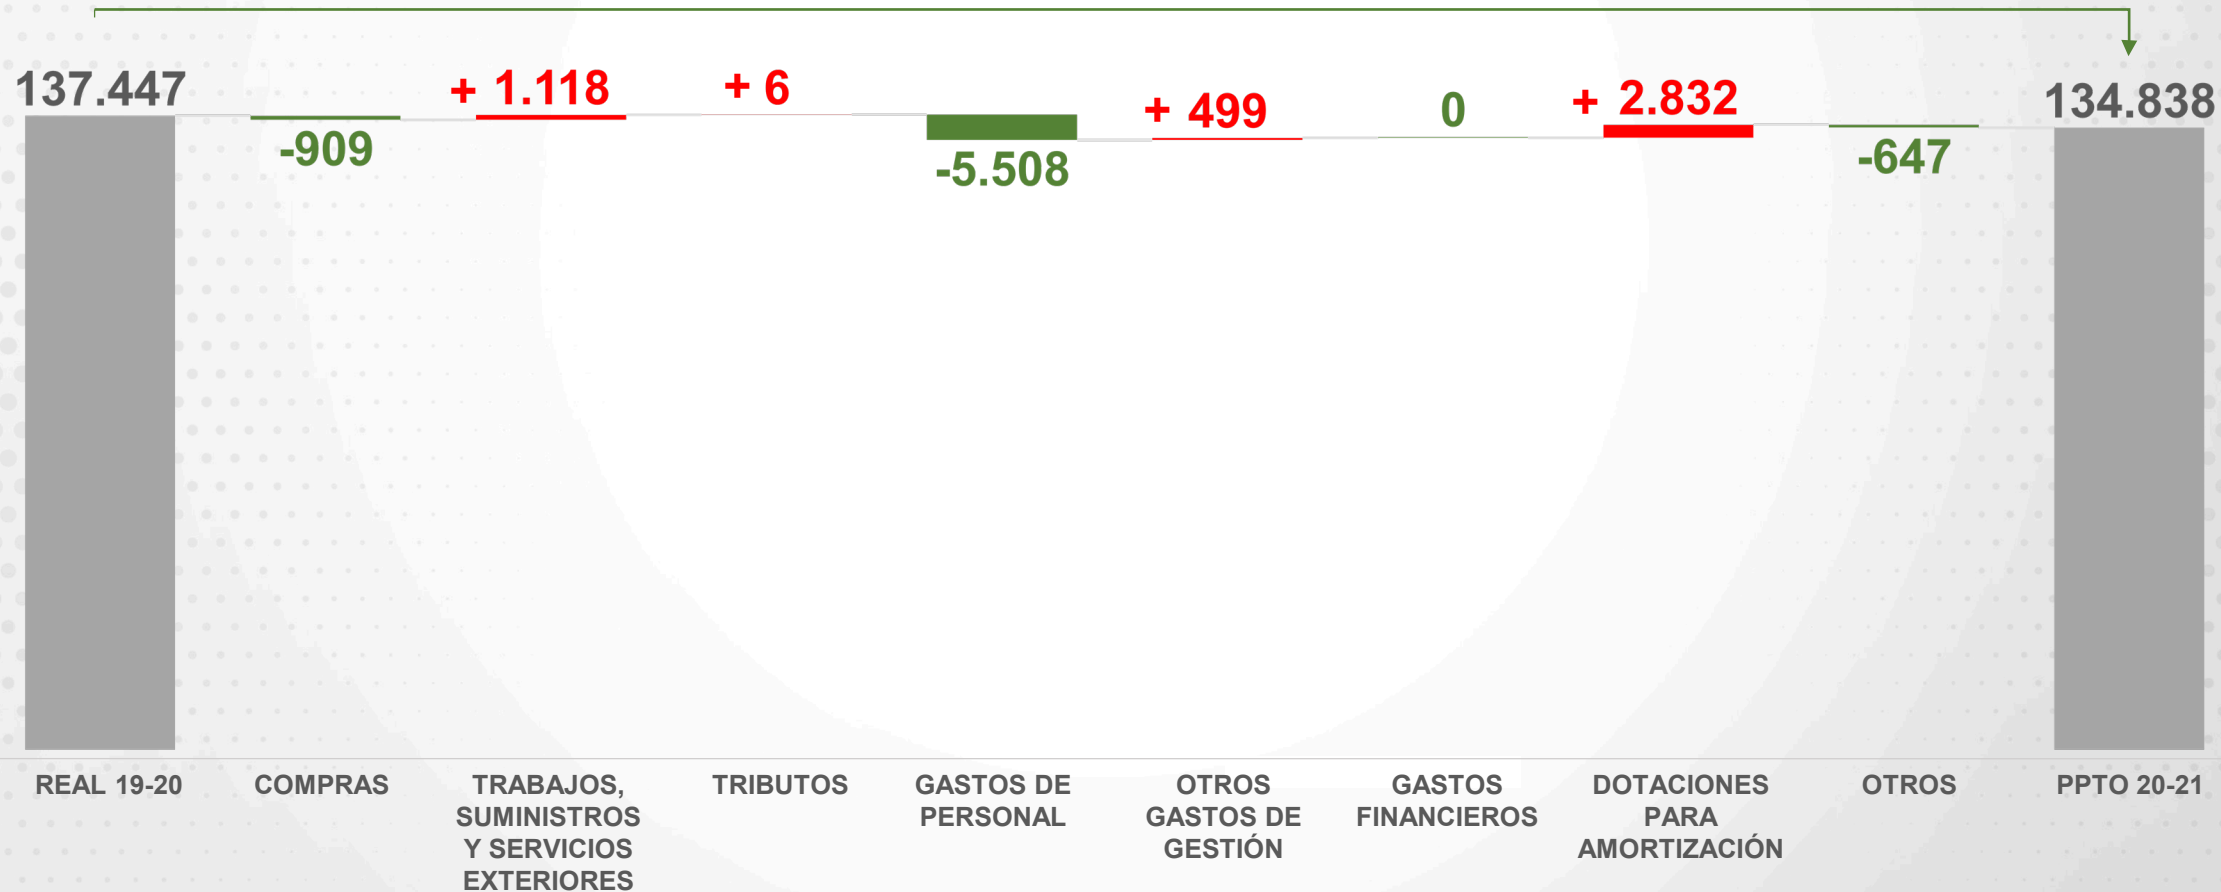 137.447
-909
+ 1.118
+ 6
-5.508
+ 499
0
+ 2.832
-647
134.838
REAL 19-20
COMPRAS
TRABAJOS,
SUMINISTROS
Y SERVICIOS
EXTERIORES
TRIBUTOS
GASTOS DE
PERSONAL
OTROS
GASTOS DE
GESTIÓN
GASTOS
FINANCIEROS
DOTACIONES
PARA
AMORTIZACIÓN
OTROS
PPTO 20-21